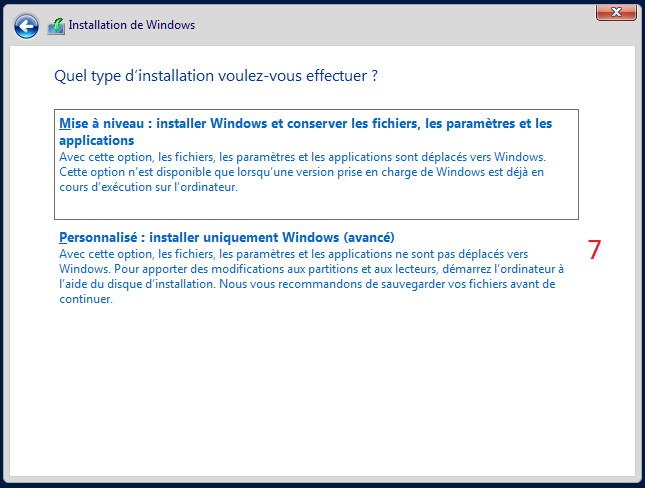 Installation de Windows
Quel type d’installation voulez-vous effectuer ?
Mise à niveau : installer Windows et conserver les fichiers, les paramètres et les
applications
Avec cette option, les fichiers, les paramètres et les applications sont déplacés vers Windows.
Cette option n’est disponible que lorsqu’une version prise en charge de Windows est déjà en
cours d’exécution sur l’ordinateur.
Personnalisé : installer uniquement Windows (avancé)
7
Avec cette option, les fichiers, les paramètres et les applications ne sont pas déplacés vers
Windows. Pour apporter des modifications aux partitions et aux lecteurs, démarrez l’ordinateur à
l’aide du disque d’installation. Nous vous recommandons de sauvegarder vos fichiers avant de
continuer.